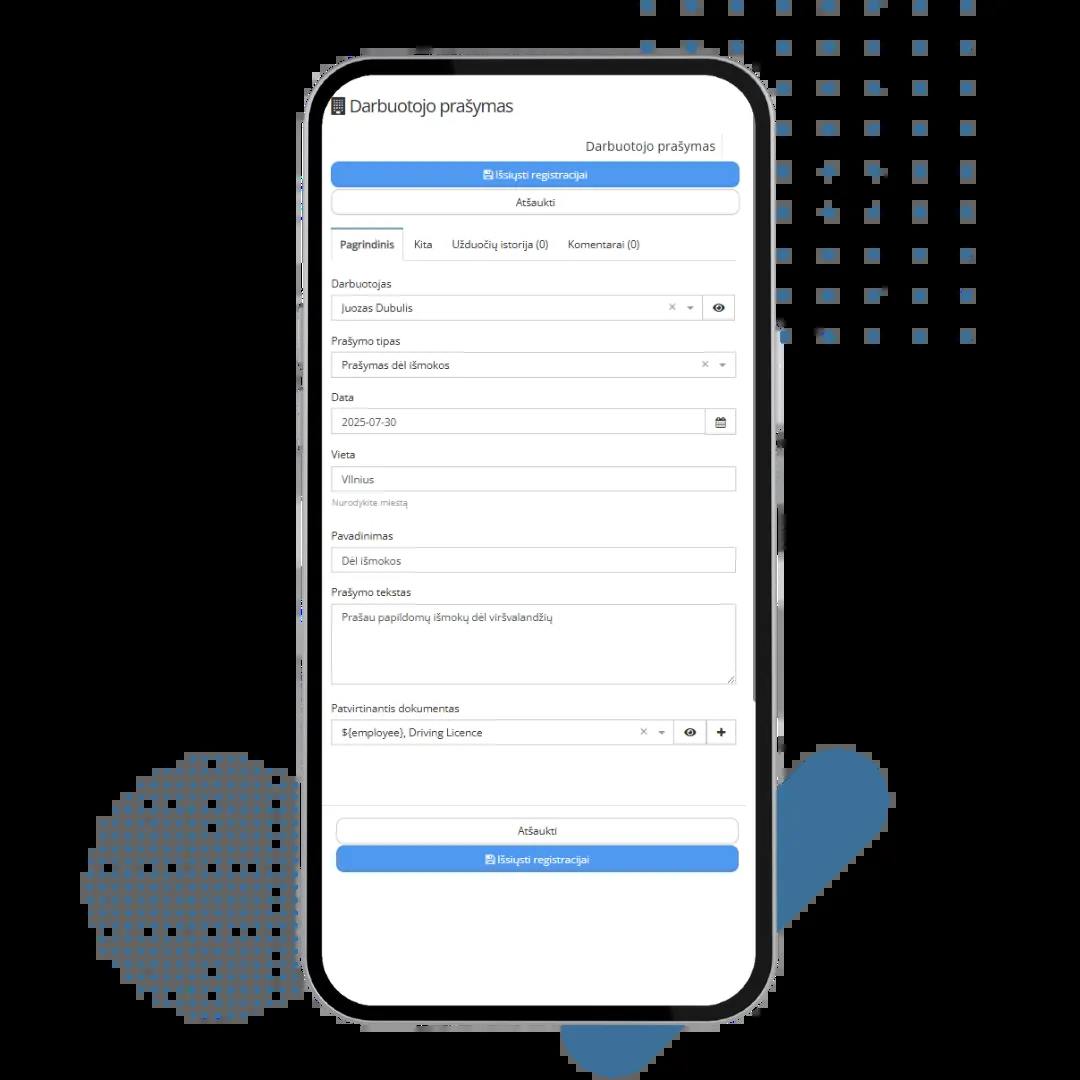 Darbuotojo prašymas
Darbuotojo prašymas
Išsiųsti registracijai
Atšaukti
Pagrindinis Kita Užduočių istorija (0) Komentarai (0)
Darbuotojas
Juozas Dubulis
Prašymo tipas
Prašymas dėl išmokos
Data
2025-07-30
Vieta
VIlnius
Nurodykite miestą
Pavadinimas
Dėl išmokos
Prašymo tekstas
Prašau papildomų išmokų dėl viršvalandžių
Patvirtinantis dokumentas
${employee}, Driving Licence
Atšaukti
Išsiųsti registracijai